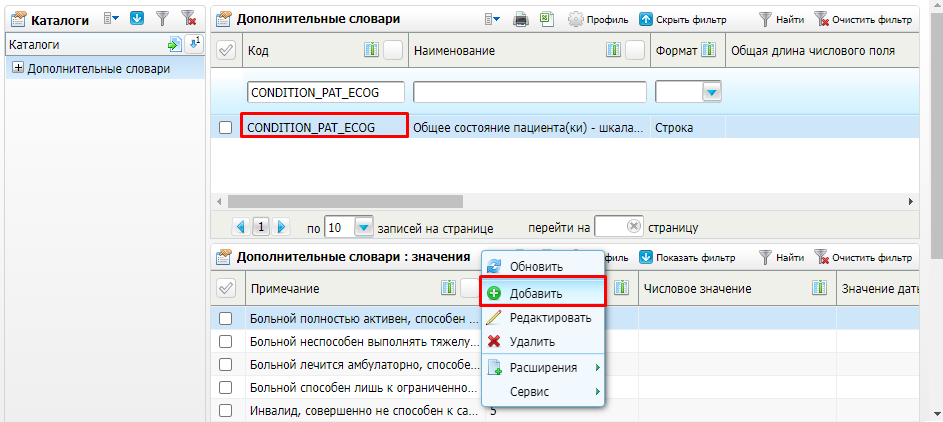 Каталоги
Каталоги
Дополнительные словари
Дополнительные словари
Профиль Скрыть фильтр Найти Очистить фильтр
Код Наименование Формат Общая длина числового поля
CONDITION_PAT_ECOG
CONDITION_PAT_ECOG Общее состояние пациента(ки) - шкала... Строка
1 по 10 записей на странице перейти на страницу
Дополнительные словари : значения
филь Показать фильтр Найти Очистить фильтр
Примечание Числовое значение Значение даты
Больной полностью активен, способен ...
Больной неспособен выполнять тяжелу...
Больной лечится амбулаторно, способе...
Больной способен лишь к ограниченно...
Инвалид, совершенно не способен к са... 5
Обновить
Добавить
Редактировать
Удалить
Расширения
Сервис